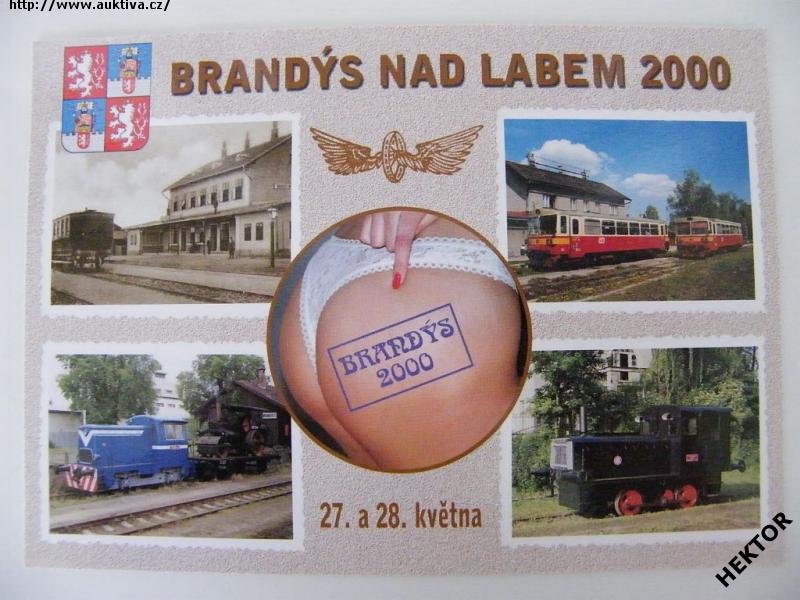 http://www.auktiva.cz/
BRANDÝS NAD LABEM 2000
BRANDÝS
2000
27. a 28. května
HEKTOR